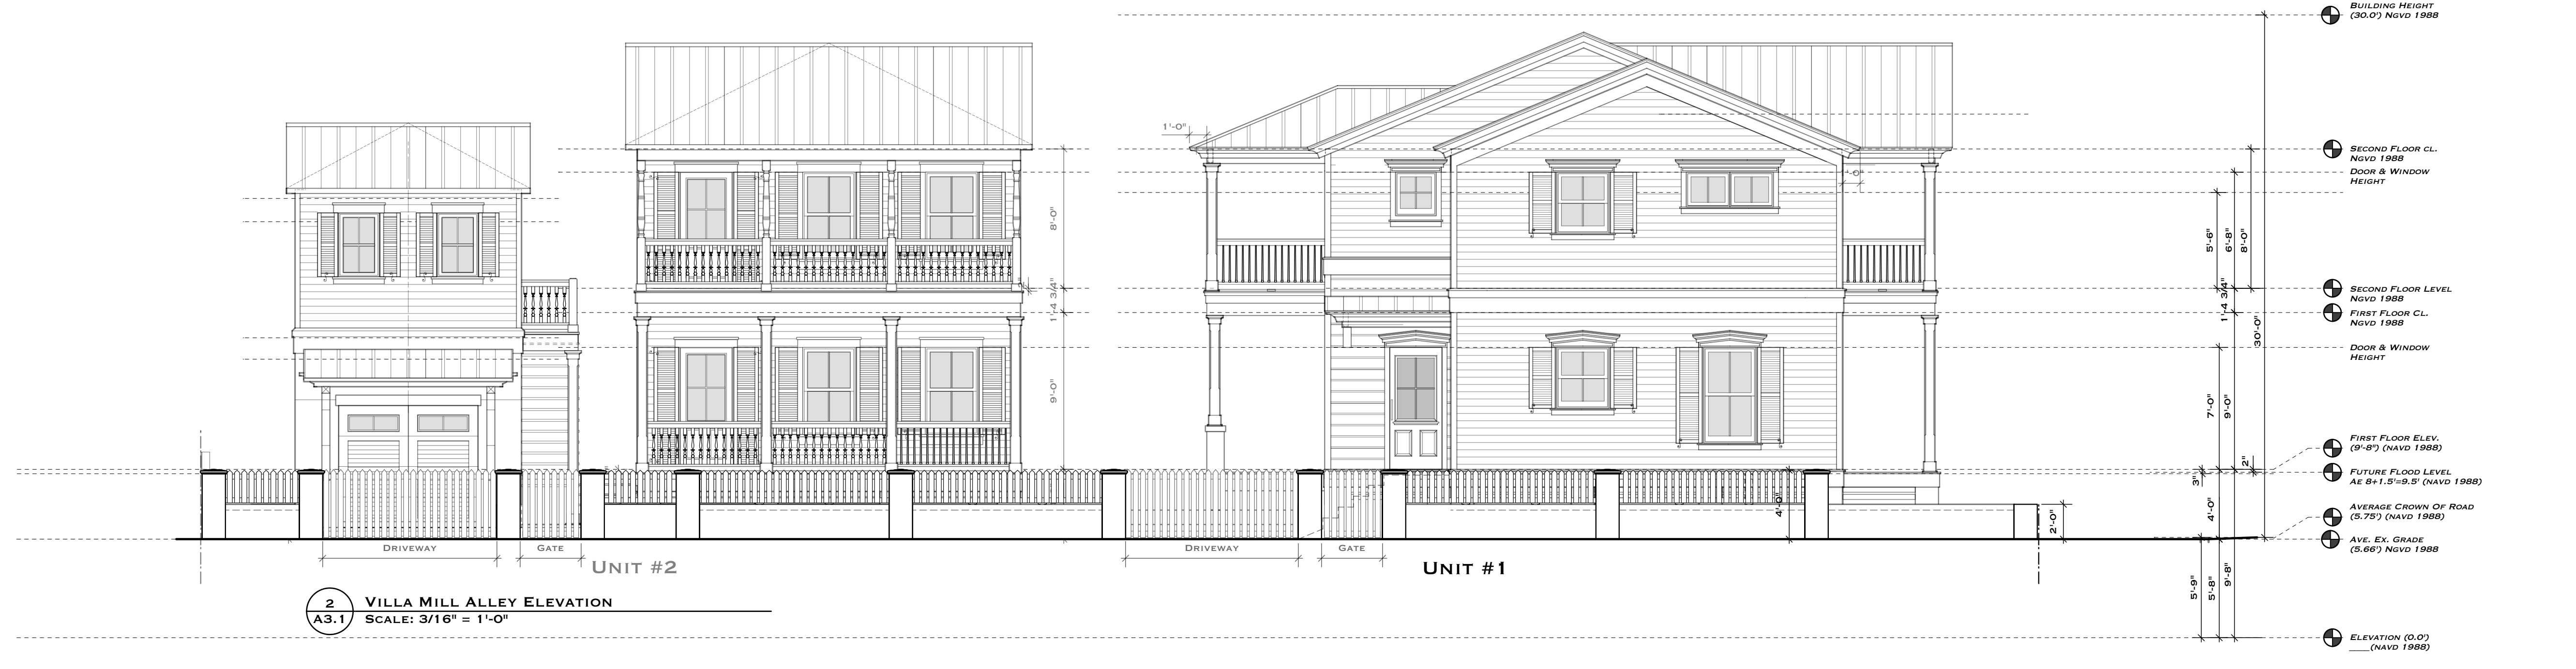 Building Height
(30.0') Ngvd 1988
1'-0"
Second Floor cl.
Ngvd 1988
Door & Window
Height
8'-0"
5'-6"
6'-8"
8'-0"
1'-4 3/4"
1'-4 3/4"
Second Floor Level
Ngvd 1988
First Floor Cl.
Ngvd 1988
30'-0"
Door & Window
Height
9'-0"
7'-0"
9'-0"
First Floor Elev.
(9'-8") (navd 1988)
2"
3"
Future Flood Level
Ae 8+1.5'=9.5' (navd 1988)
4'-0"
4'-0"
2'-0"
Average Crown Of Road
(5.75') (navd 1988)
Ave. Ex. Grade
(5.66') Ngvd 1988
Driveway
Gate
Driveway
Gate
Unit #2
Unit #1
5'-9"
5'-8"
9'-8"
2
A3.1
Villa Mill Alley Elevation
Scale: 3/16" = 1'-0"
Elevation (0.0')
___(navd 1988)